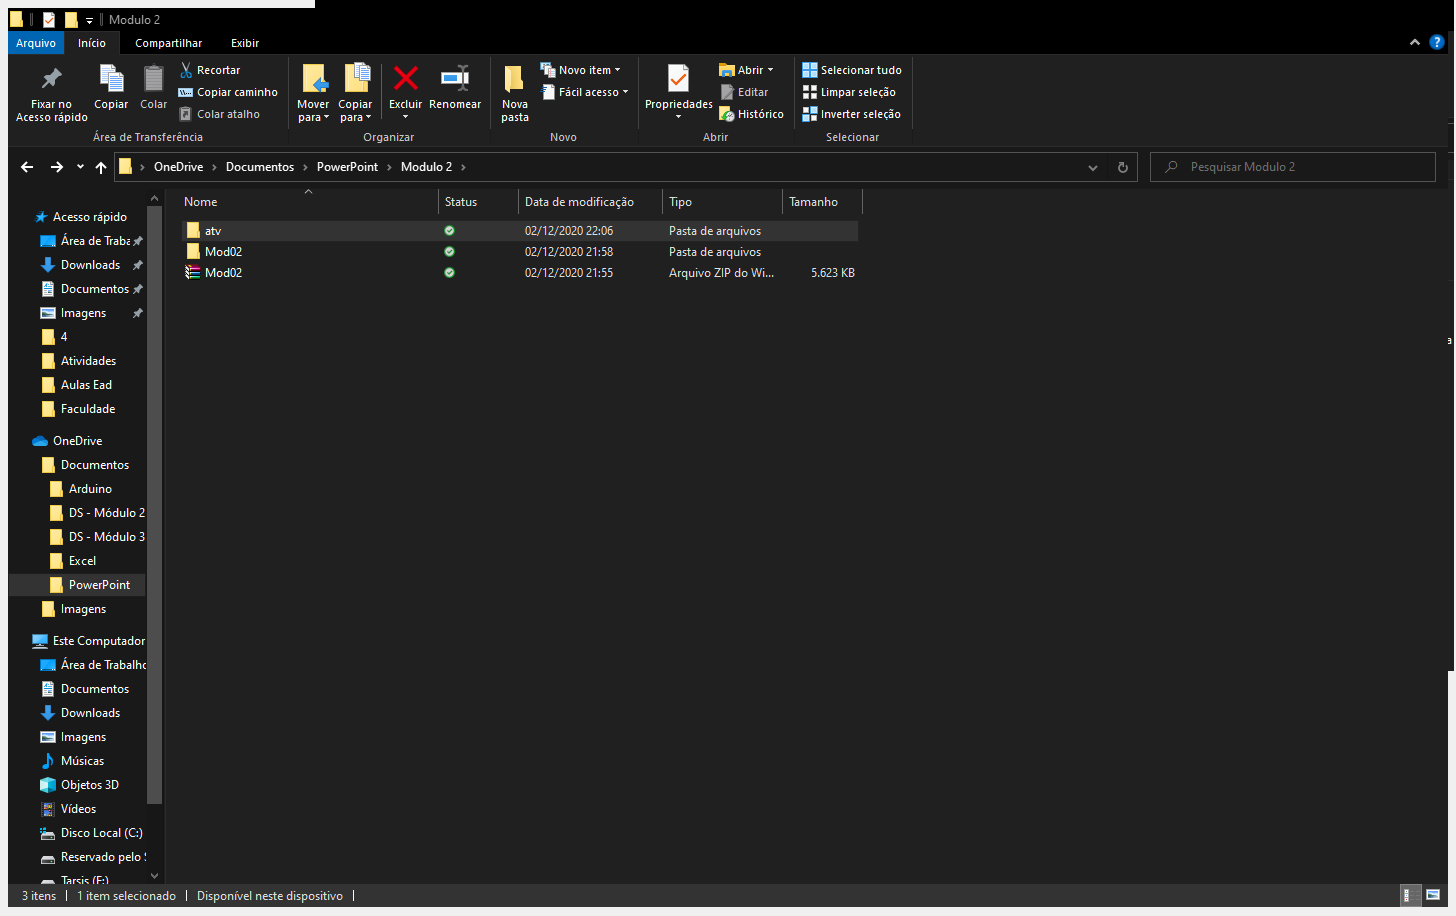 Modulo 2
Arquivo Início Compartilhar Exibir
Fixar no Acesso rápido
Copiar
Colar
Recortar
Copiar caminho
Colar atalho
Área de Transferência
Mover para
Copiar para
Excluir
Renomear
Organizar
Nova pasta
Novo item
Fácil acesso
Novo
Propriedades
Abrir
Editar
Histórico
Abrir
Selecionar tudo
Limpar seleção
Inverter seleção
Selecionar
OneDrive > Documentos > PowerPoint > Modulo 2 >
Pesquisar Modulo 2
Acesso rápido
Área de Traba
Downloads
Documentos
Imagens
4
Atividades
Aulas Ead
Faculdade
OneDrive
Documentos
Arduino
DS - Módulo 2
DS - Módulo 3
Excel
PowerPoint
Imagens
Este Computador
Área de Trabalho
Documentos
Downloads
Imagens
Músicas
Objetos 3D
Vídeos
Disco Local (C:)
Reservado pelo S
Tarsis (F:)
Nome Status Data de modificação Tipo Tamanho
atv 02/12/2020 22:06 Pasta de arquivos
Mod02 02/12/2020 21:58 Pasta de arquivos
Mod02 02/12/2020 21:55 Arquivo ZIP do Wi... 5.623 KB
3 itens 1 item selecionado Disponível neste dispositivo